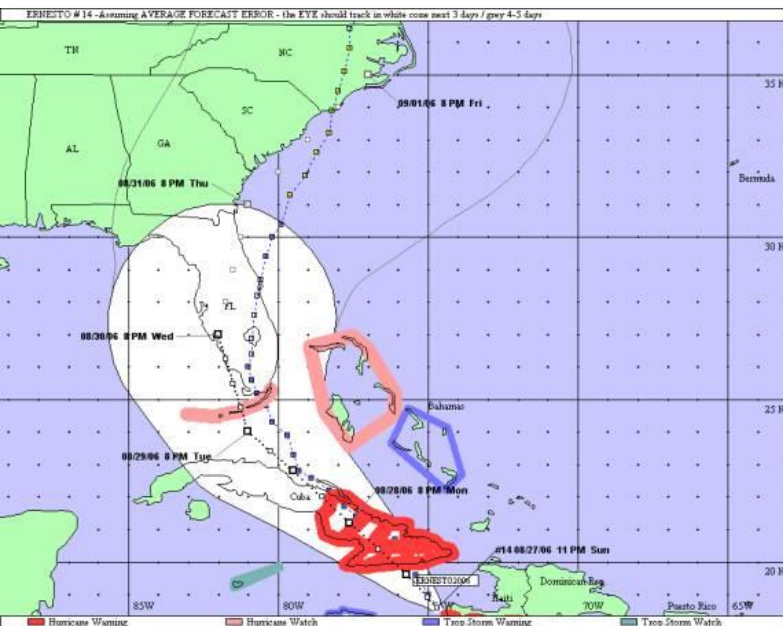 ERNESTO # 14 -Assuming AVERAGE FORECAST ERROR - the EYE should track in white cone next 3 days / grey 4-5 days
TN
NC
35 N
SC
09/01/06 8 PM Fri
AL
GA
Bermuda
08/31/06 8 PM Thu
30 N
FL
08/30/06 8 PM Wed
25 N
Bahamas
08/29/06 8 PM Tue
08/28/06 8 PM Mon
Cuba
#14 08/27/06 11 PM Sun
20 N
ERNESTO2006
Dominican Rep.
Haiti
85W
80W
70W
Puerto Rico
65W
Hurricane Warning
Hurricane Watch
Trop Storm Warning
Trop Storm Watch